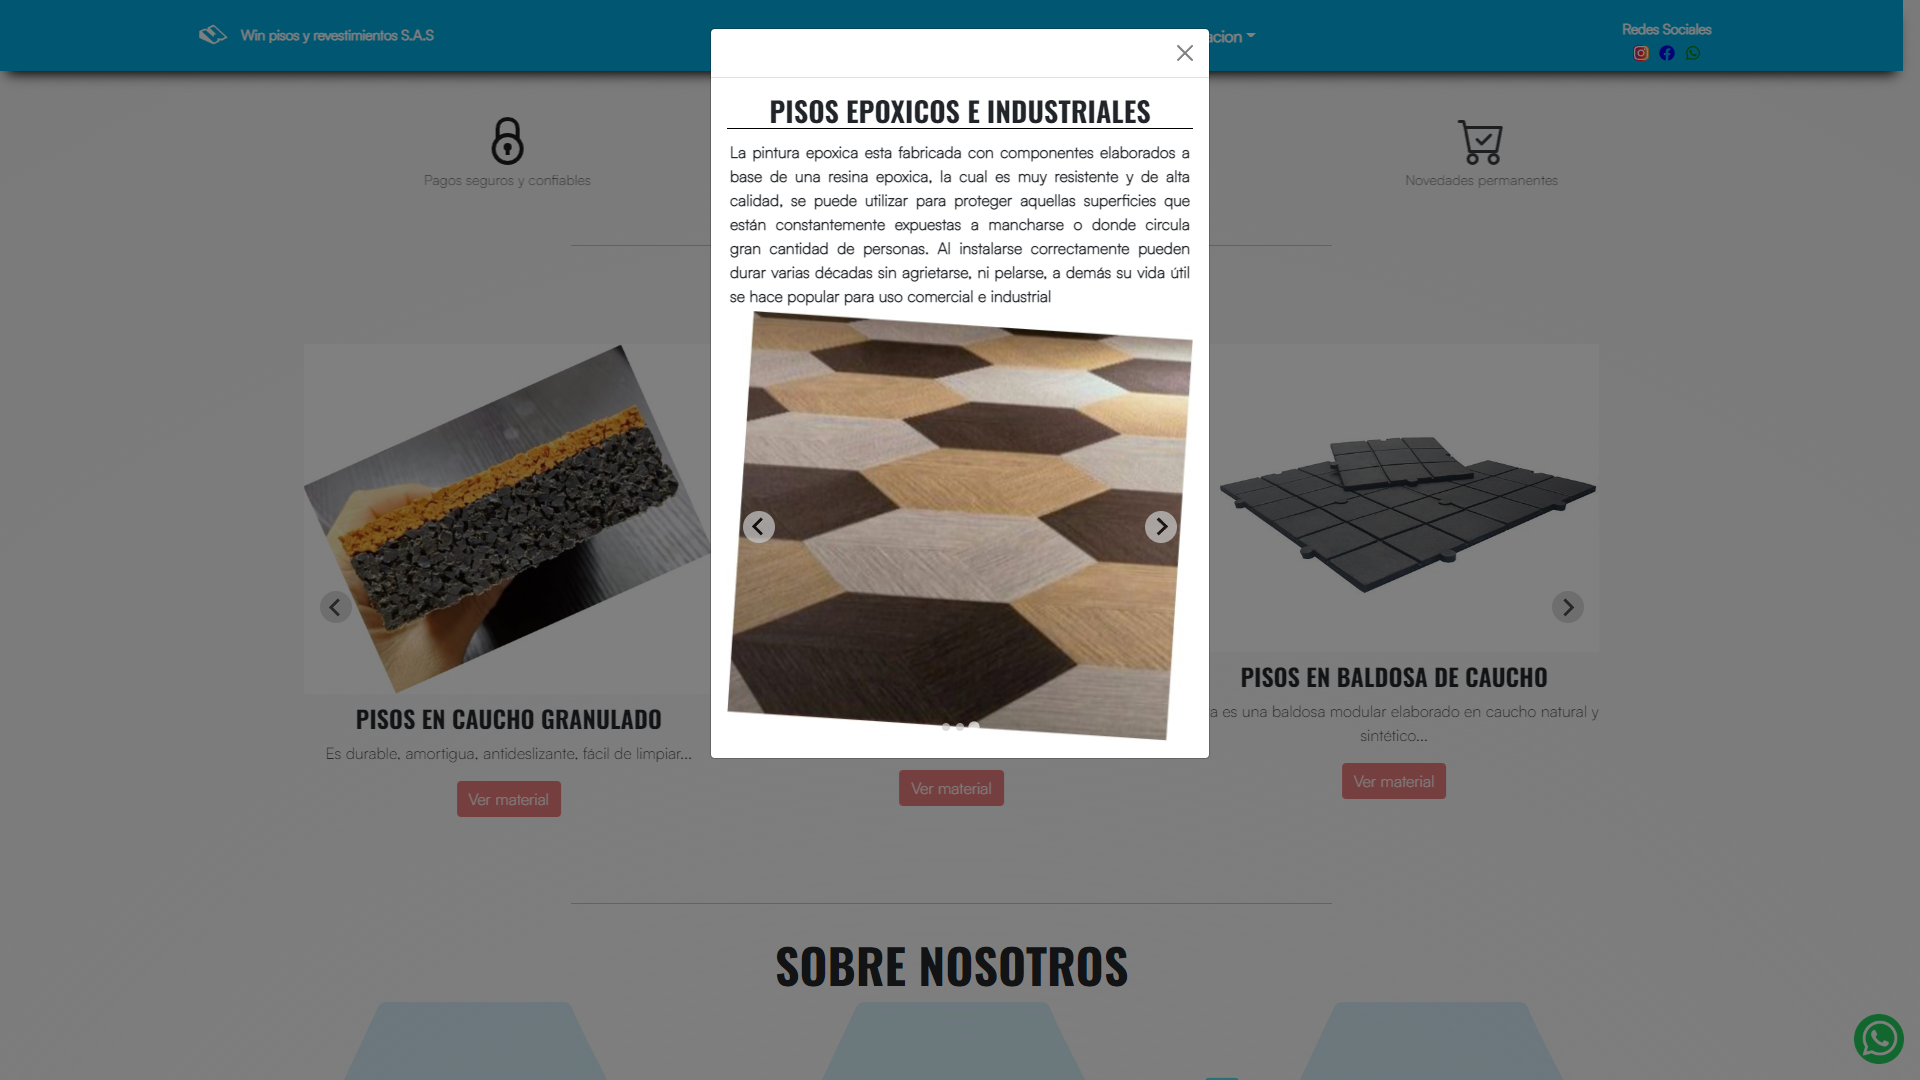 Win pisos y revestimientos S.A.S
Redes Sociales
Pagos seguros y confiables
Novedades permanentes
PISOS EPOXICOS E INDUSTRIALES
La pintura epoxica esta fabricada con componentes elaborados a
base de una resina epoxica, la cual es muy resistente y de alta
calidad, se puede utilizar para proteger aquellas superficies que
están constantemente expuestas a mancharse o donde circula
gran cantidad de personas. Al instalarse correctamente pueden
durar varias décadas sin agrietarse, ni pelarse, a demás su vida útil
se hace popular para uso comercial e industrial
PISOS EN CAUCHO GRANULADO
Es durable, amortigua, antideslizante, fácil de limpiar...
Ver material
Ver material
PISOS EN BALDOSA DE CAUCHO
a es una baldosa modular elaborado en caucho natural y
sintético...
Ver material
SOBRE NOSOTROS